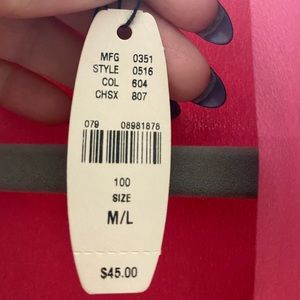 MFG 0351
STYLE 0516
COL 604
CHSX 807
079 08981878
100
SIZE
M/L
$45.00